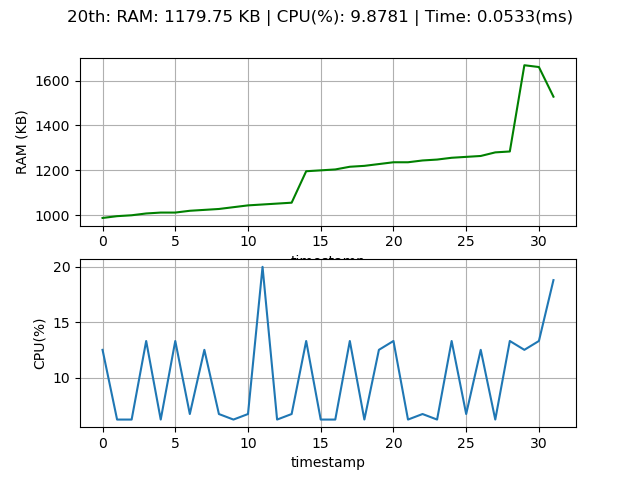 20th: RAM: 1179.75 KB | CPU(%): 9.8781 | Time: 0.0533(ms)
RAM (KB)
1600
1400
1200
1000
0 5 10 15 20 25 30
timestamp
CPU(%)
20
15
10
0 5 10 15 20 25 30
timestamp